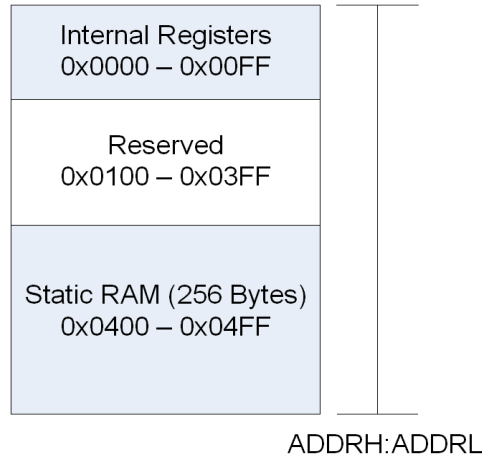 Internal Registers
0x0000 – 0x00FF
Reserved
0x0100 – 0x03FF
Static RAM (256 Bytes)
0x0400 – 0x04FF
ADDRH:ADDRL